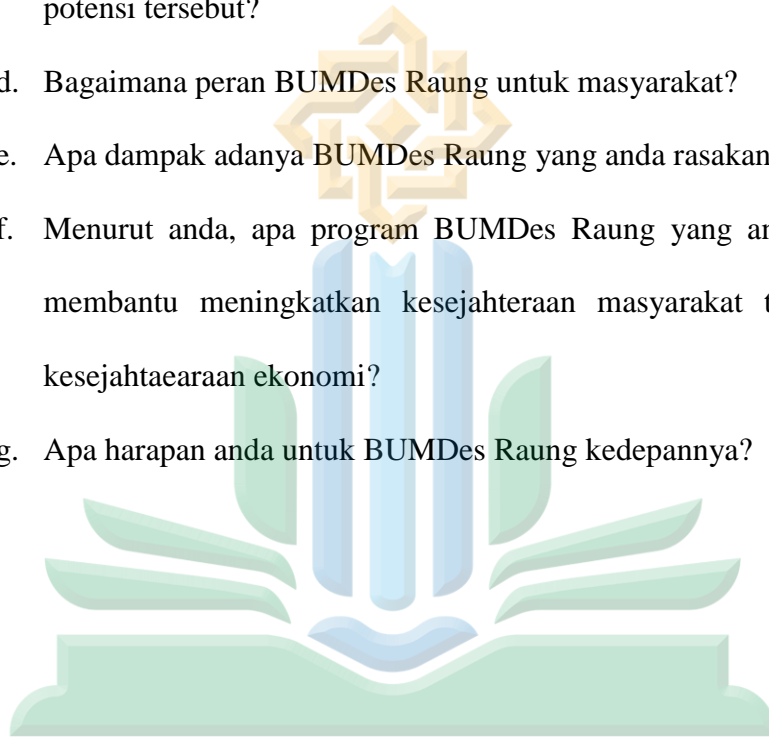 potensi tersebut?
d. Bagaimana peran BUMDes Raung untuk masyarakat?
e. Apa dampak adanya BUMDes Raung yang anda rasakan
f. Menurut anda, apa program BUMDes Raung yang
membantu meningkatkan kesejahteraan masyarakat
kesejahtaearaan ekonomi?
g. Apa harapan anda untuk BUMDes Raung kedepannya?